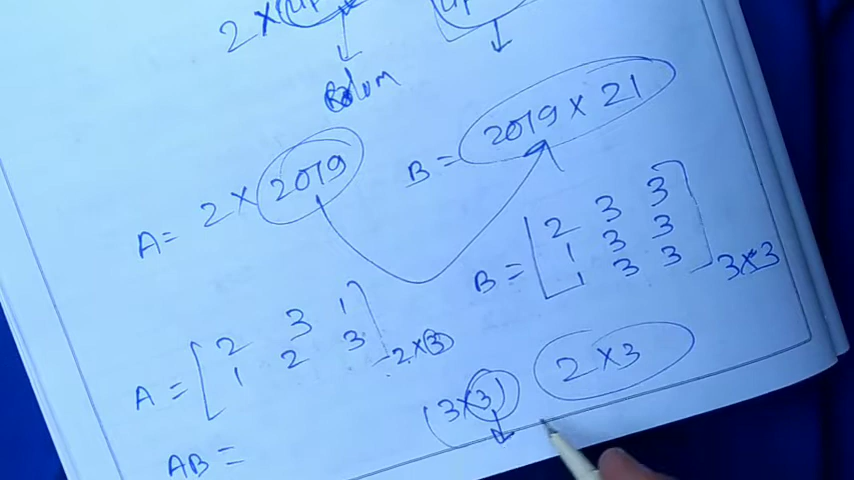 2 ×
A = 2 × 2019 B = 2019 × 21
A = [2 3 1
1 2 3] 2×3
B = [2 3 3
1 3 3
1 3 3] 3×3
(3×3) 2×3
AB =